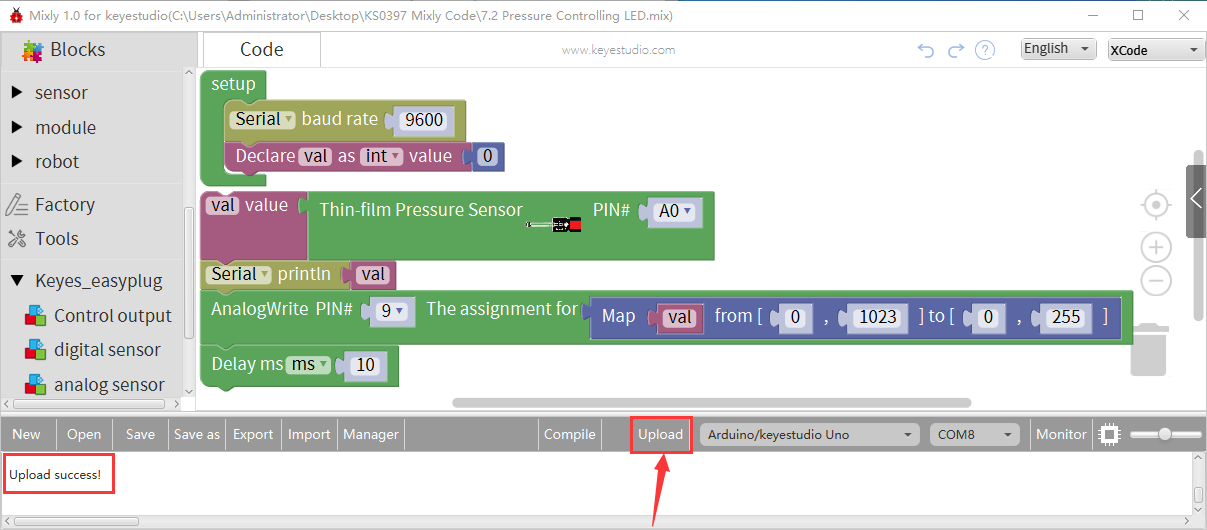 Mixly 1.0 for keyestudio(C:\Users\Administrator\Desktop\KS0397 Mixly Code\7.2 Pressure Controlling LED.mix)
Blocks
Code
www.keyestudio.com
English
XCode
sensor
module
robot
Factory
Tools
Keyes_easyplug
Control output
digital sensor
analog sensor
setup
Serial baud rate 9600
Declare val as int value 0
val value Thin-film Pressure Sensor PIN# A0
Serial println val
AnalogWrite PIN# 9 The assignment for Map val from [ 0 , 1023 ] to [ 0 , 255 ]
Delay ms ms 10
New Open Save Save as Export Import Manager Compile Upload Arduino/keyestudio Uno COM8 Monitor
Upload success!